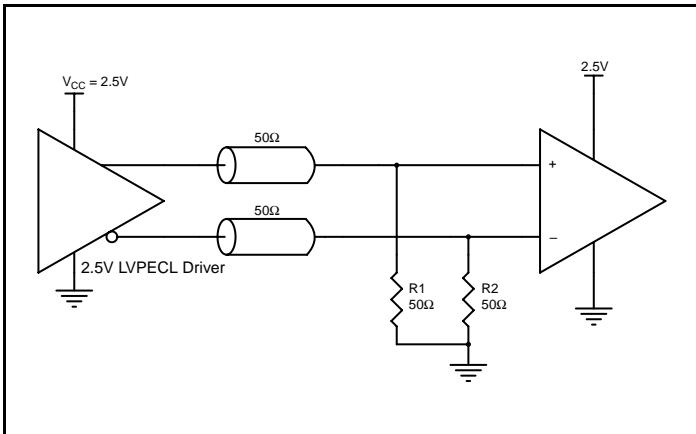 V_CC = 2.5V
2.5V
50Ω
50Ω
+
–
2.5V LVPECL Driver
R1
50Ω
R2
50Ω